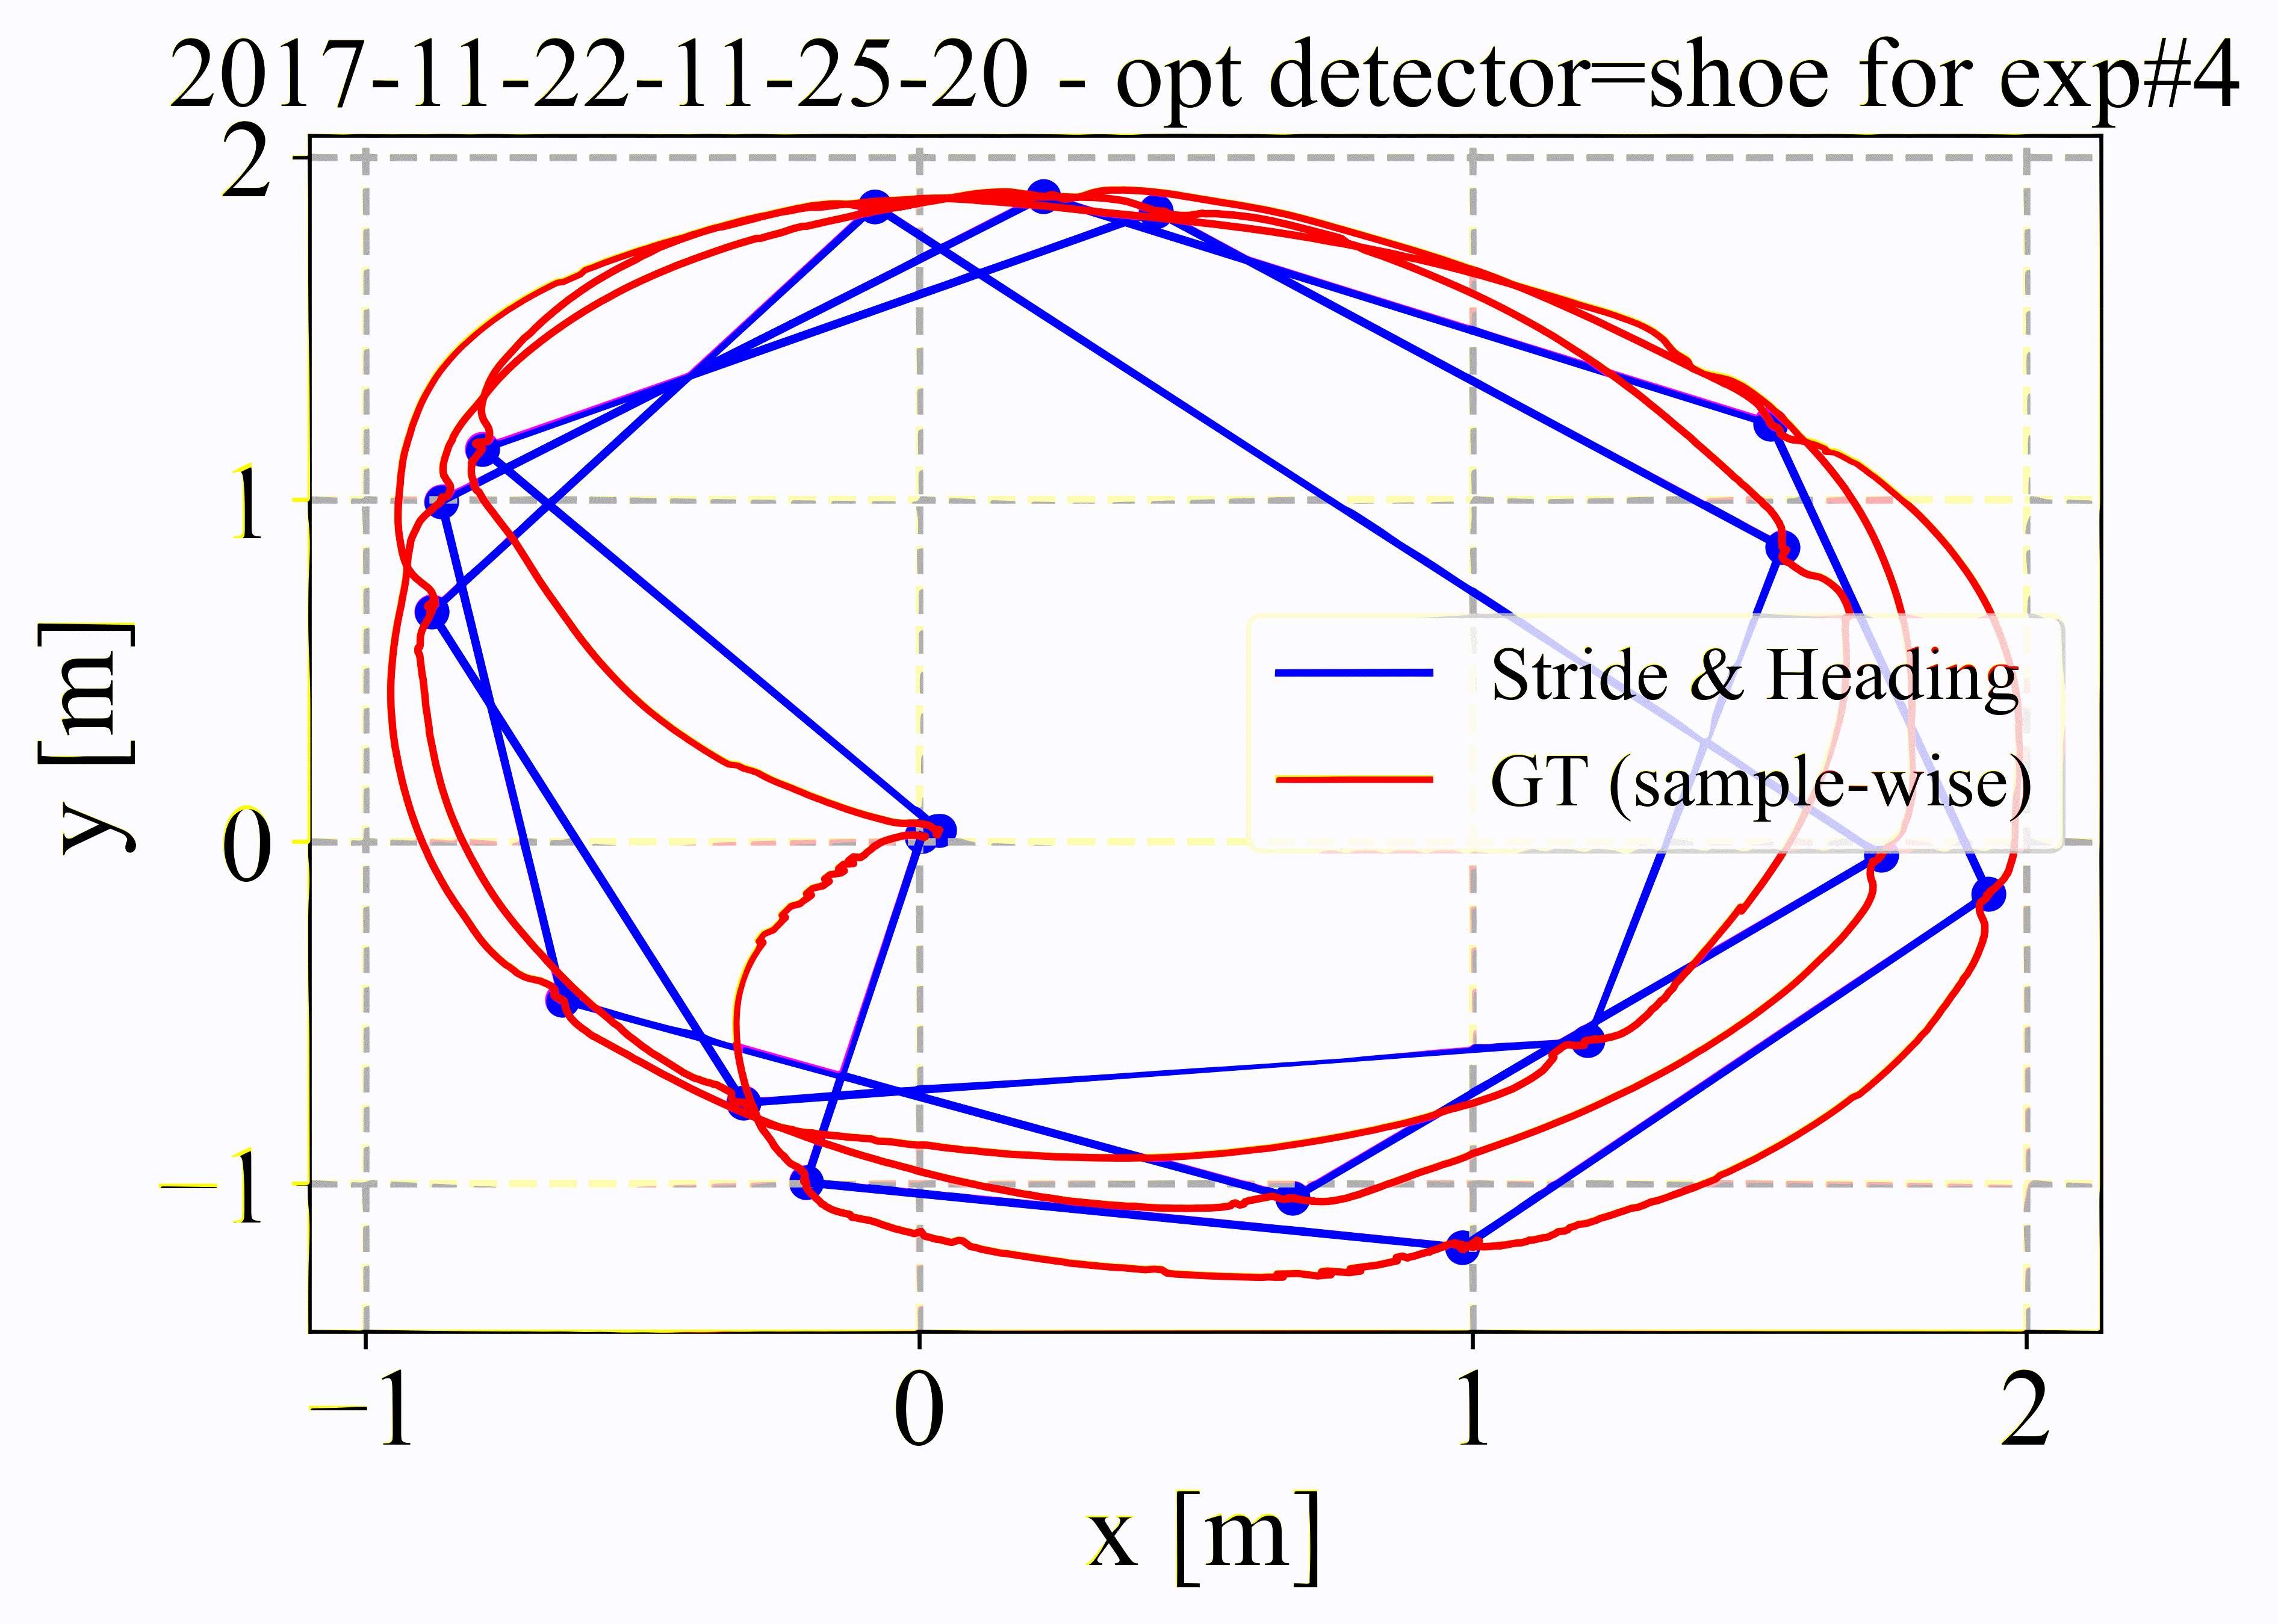 2017-11-22-11-25-20 - opt detector=shoe for exp#4
2
1
0
−1
y [m]
Stride & Heading
GT (sample-wise)
−1 0 1 2
x [m]